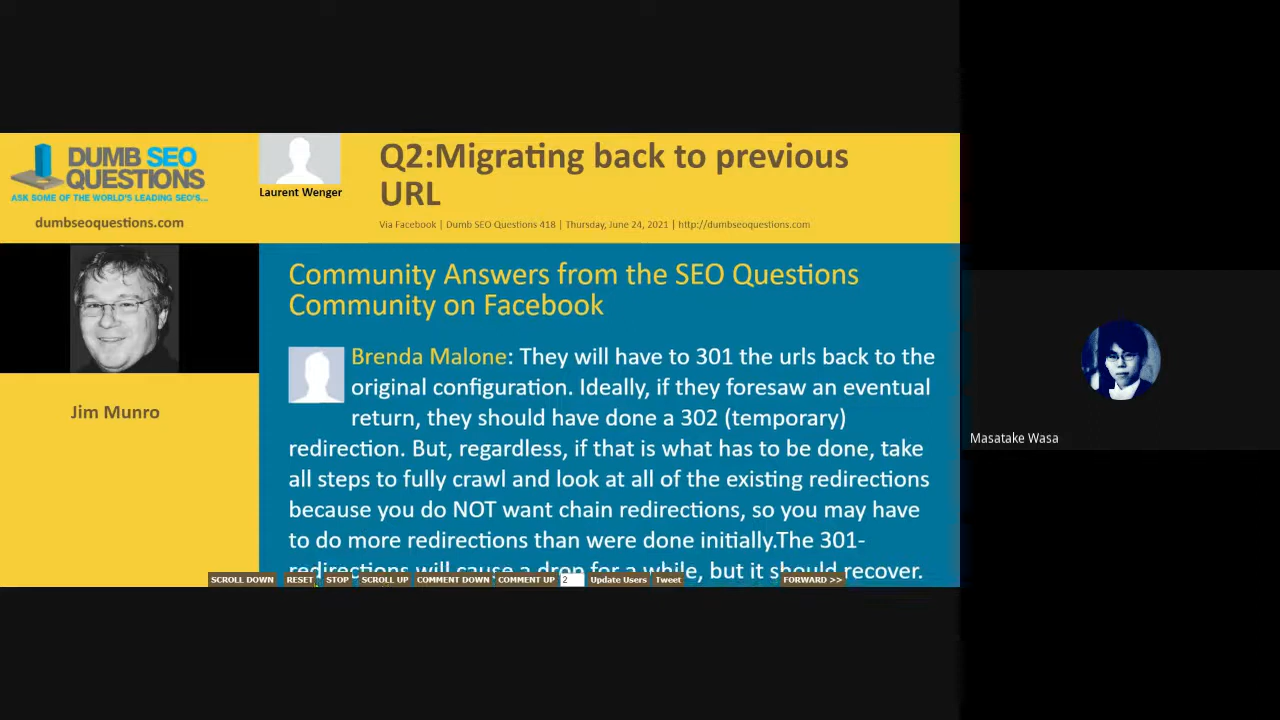 DUMB SEO
QUESTIONS
ASK SOME OF THE WORLD'S LEADING SEO'S...
dumbseoquestions.com
Laurent Wenger
Q2:Migrating back to previous
URL
Via Facebook | Dumb SEO Questions 418 | Thursday, June 24, 2021 | http://dumbseoquestions.com
Jim Munro
Community Answers from the SEO Questions
Community on Facebook
Brenda Malone: They will have to 301 the urls back to the
original configuration. Ideally, if they foresaw an eventual
return, they should have done a 302 (temporary)
redirection. But, regardless, if that is what has to be done, take
all steps to fully crawl and look at all of the existing redirections
because you do NOT want chain redirections, so you may have
to do more redirections than were done initially.The 301-
redirections will cause a drop for a while, but it should recover.
SCROLL DOWN RESET STOP SCROLL UP COMMENT DOWN COMMENT UP 2 Update Users Tweet FORWARD >>
Masatake Wasa